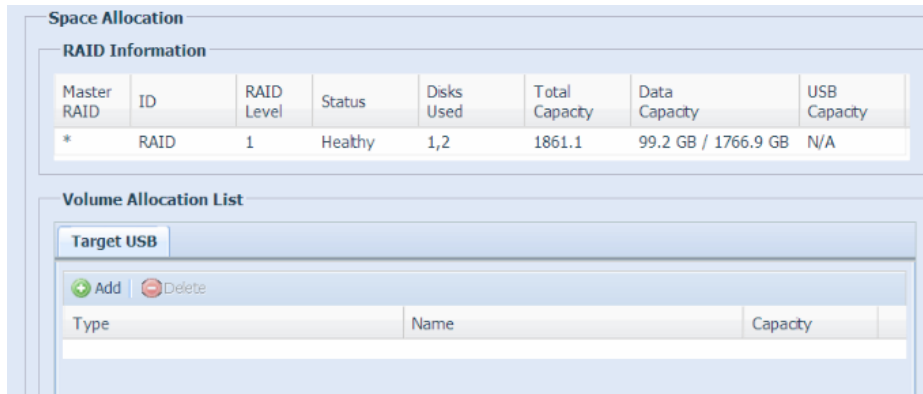 Space Allocation
RAID Information
Master RAID ID RAID Level Status Disks Used Total Capacity Data Capacity USB Capacity
* RAID 1 Healthy 1,2 1861.1 99.2 GB / 1766.9 GB N/A
Volume Allocation List
Target USB
Add Delete
Type Name Capacity